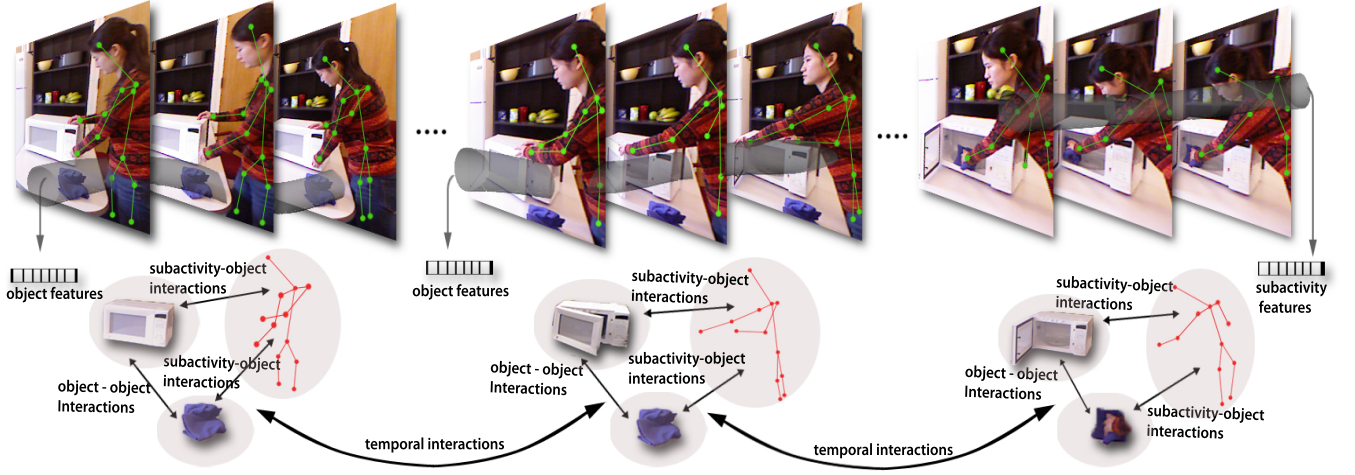 object features
subactivity-object
interactions
subactivity-object
interactions
object - object
Interactions
temporal interactions
object features
subactivity-object
interactions
subactivity-object
interactions
object - object
Interactions
temporal interactions
subactivity-object
interactions
object - object
Interactions
subactivity-object
interactions
subactivity
features